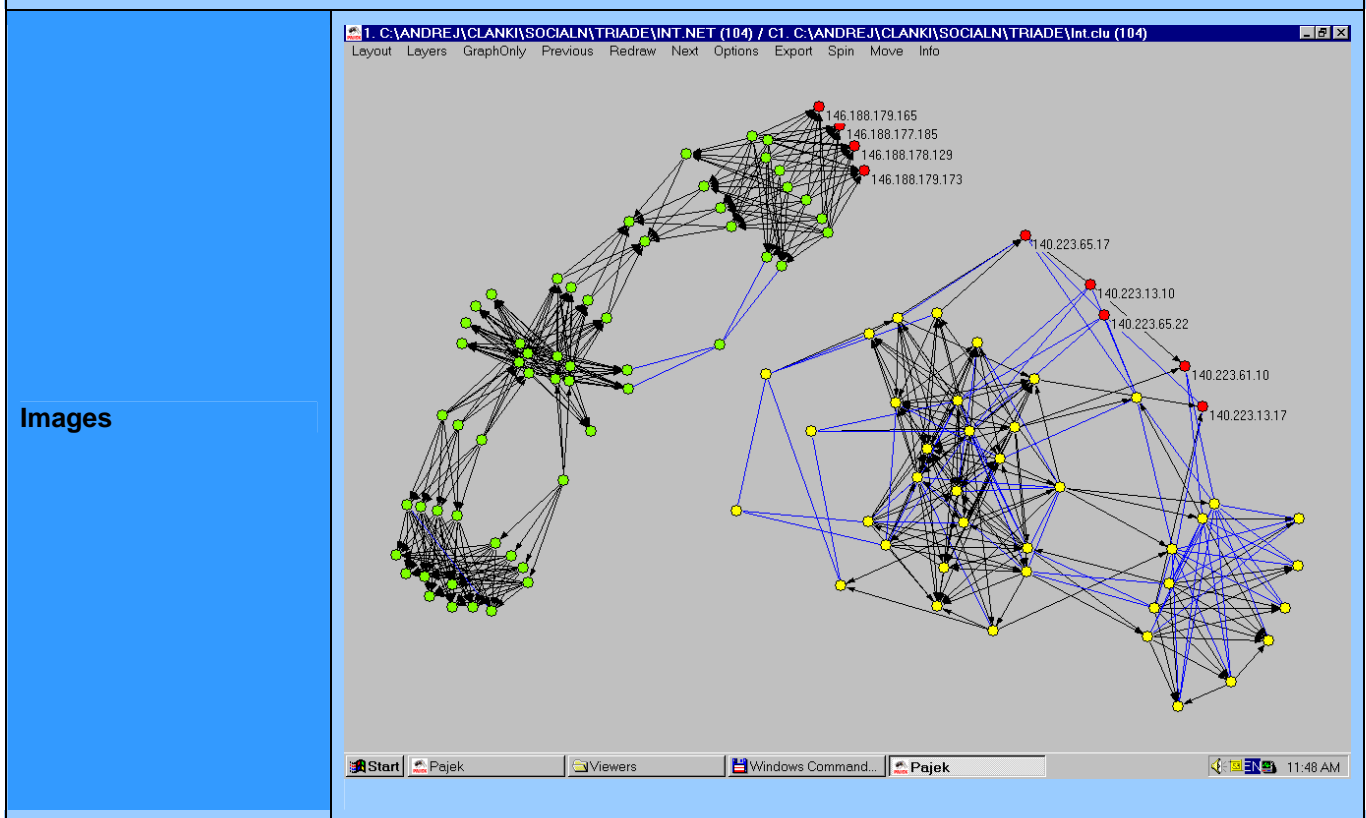 1. C:\ANDREJ\CLANKI\SOCIALN\TRIADE\INT.NET (104) / C1. C:\ANDREJ\CLANKI\SOCIALN\TRIADE\Int.clu (104)
Layout Layers GraphOnly Previous Redraw Next Options Export Spin Move Info
146.188.179.165
146.188.177.185
146.188.178.129
146.188.179.173
140.223.65.17
140.223.13.10
140.223.65.22
140.223.61.10
140.223.13.17
Images
Start Pajek Viewers Windows Command... Pajek EN 11:48 AM